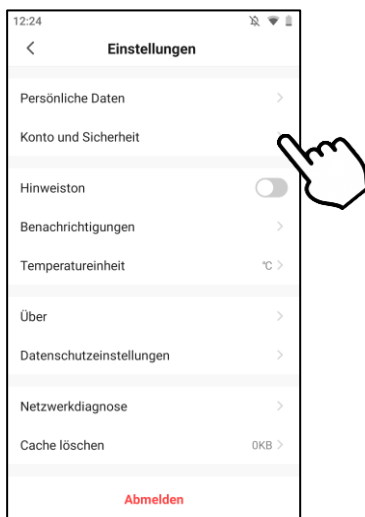 12:24
Einstellungen
Persönliche Daten
Konto und Sicherheit
Hinweiston
Benachrichtigungen
Temperatureinheit °C
Über
Datenschutzeinstellungen
Netzwerkdiagnose
Cache löschen 0KB
Abmelden